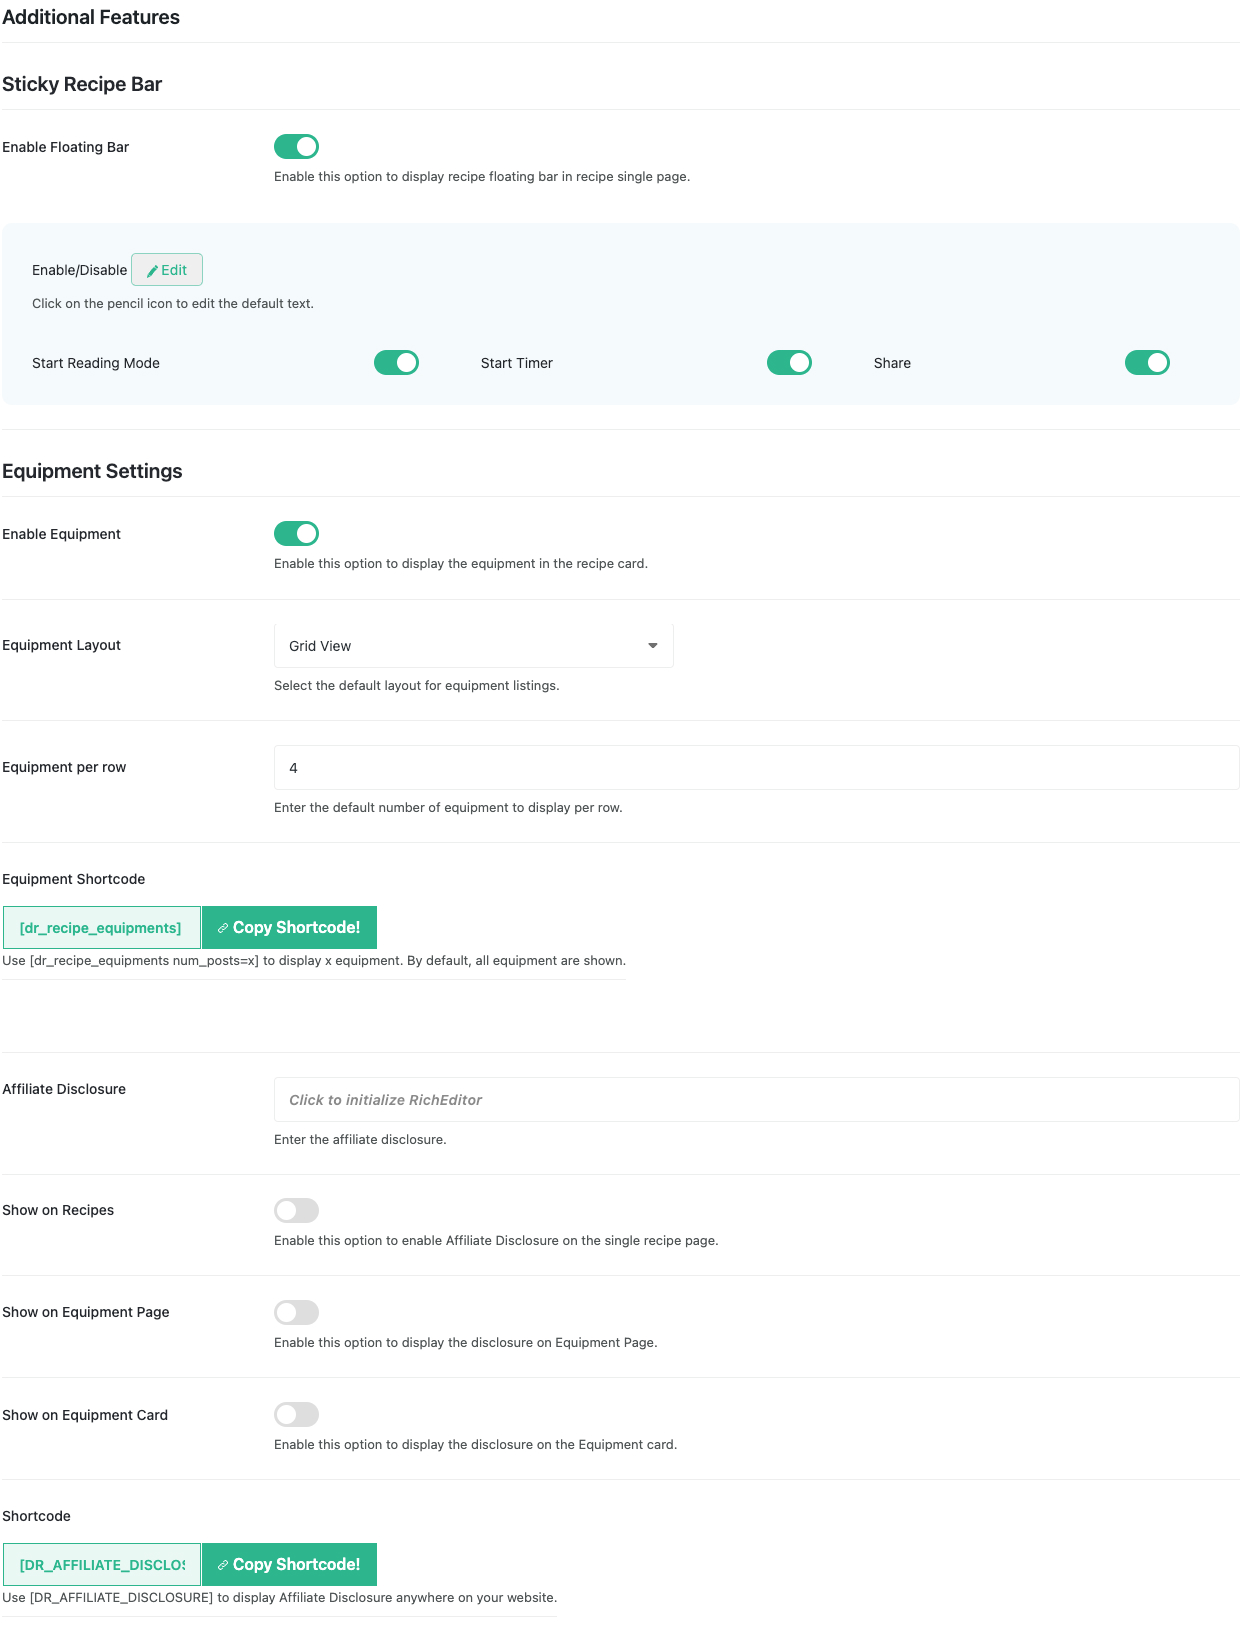 Additional Features
Sticky Recipe Bar
Enable Floating Bar
Enable this option to display recipe floating bar in recipe single page.
Enable/Disable Edit
Click on the pencil icon to edit the default text.
Start Reading Mode Start Timer Share
Equipment Settings
Enable Equipment
Enable this option to display the equipment in the recipe card.
Equipment Layout Grid View
Select the default layout for equipment listings.
Equipment per row 4
Enter the default number of equipment to display per row.
Equipment Shortcode
[dr_recipe_equipments] Copy Shortcode!
Use [dr_recipe_equipments num_posts=x] to display x equipment. By default, all equipment are shown.
Affiliate Disclosure Click to initialize RichEditor
Enter the affiliate disclosure.
Show on Recipes
Enable this option to enable Affiliate Disclosure on the single recipe page.
Show on Equipment Page
Enable this option to display the disclosure on Equipment Page.
Show on Equipment Card
Enable this option to display the disclosure on the Equipment card.
Shortcode
[DR_AFFILIATE_DISCLOS Copy Shortcode!
Use [DR_AFFILIATE_DISCLOSURE] to display Affiliate Disclosure anywhere on your website.